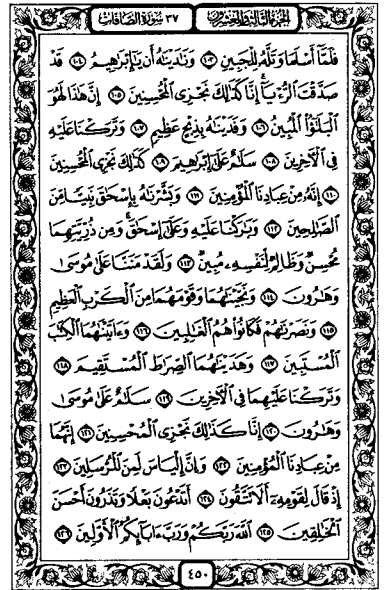 الجزء الثالث والعشرون ٣٧ سورة الصافات
فَلَمَّآ أَسْلَمَا وَتَلَّهُۥ لِلْجَبِينِ ١٠٣ وَنَٰدَيْنَٰهُ أَن يَٰٓإِبْرَٰهِيمُ ١٠٤ قَدْ
صَدَّقْتَ ٱلرُّءْيَآ إِنَّا كَذَٰلِكَ نَجْزِى ٱلْمُحْسِنِينَ ١٠٥ إِنَّ هَٰذَا لَهُوَ
ٱلْبَلَٰٓؤُا۟ ٱلْمُبِينُ ١٠٦ وَفَدَيْنَٰهُ بِذِبْحٍ عَظِيمٍ ١٠٧ وَتَرَكْنَا عَلَيْهِ
فِى ٱلْءَاخِرِينَ ١٠٨ سَلَٰمٌ عَلَىٰٓ إِبْرَٰهِيمَ ١٠٩ كَذَٰلِكَ نَجْزِى ٱلْمُحْسِنِينَ
١١٠ إِنَّهُۥ مِنْ عِبَادِنَا ٱلْمُؤْمِنِينَ ١١١ وَبَشَّرْنَٰهُ بِإِسْحَٰقَ نَبِيًّا مِّنَ
ٱلصَّٰلِحِينَ ١١٢ وَبَٰرَكْنَا عَلَيْهِ وَعَلَىٰٓ إِسْحَٰقَ وَمِن ذُرِّيَّتِهِمَا
مُحْسِنٌ وَظَالِمٌ لِّنَفْسِهِۦ مُبِينٌ ١١٣ وَلَقَدْ مَنَنَّا عَلَىٰ مُوسَىٰ
وَهَٰرُونَ ١١٤ وَنَجَّيْنَٰهُمَا وَقَوْمَهُمَا مِنَ ٱلْكَرْبِ ٱلْعَظِيمِ
١١٥ وَنَصَرْنَٰهُمْ فَكَانُوا۟ هُمُ ٱلْغَٰلِبِينَ ١١٦ وَءَاتَيْنَٰهُمَا ٱلْكِتَٰبَ
ٱلْمُسْتَبِينَ ١١٧ وَهَدَيْنَٰهُمَا ٱلصِّرَٰطَ ٱلْمُسْتَقِيمَ ١١٨
وَتَرَكْنَا عَلَيْهِمَا فِى ٱلْءَاخِرِينَ ١١٩ سَلَٰمٌ عَلَىٰ مُوسَىٰ
وَهَٰرُونَ ١٢٠ إِنَّا كَذَٰلِكَ نَجْزِى ٱلْمُحْسِنِينَ ١٢١ إِنَّهُمَا
مِنْ عِبَادِنَا ٱلْمُؤْمِنِينَ ١٢٢ وَإِنَّ إِلْيَاسَ لَمِنَ ٱلْمُرْسَلِينَ ١٢٣
إِذْ قَالَ لِقَوْمِهِۦٓ أَلَا تَتَّقُونَ ١٢٤ أَتَدْعُونَ بَعْلًا وَتَذَرُونَ أَحْسَنَ
ٱلْخَٰلِقِينَ ١٢٥ ٱللَّهَ رَبَّكُمْ وَرَبَّ ءَابَآئِكُمُ ٱلْأَوَّلِينَ ١٢٦
٤٥٠